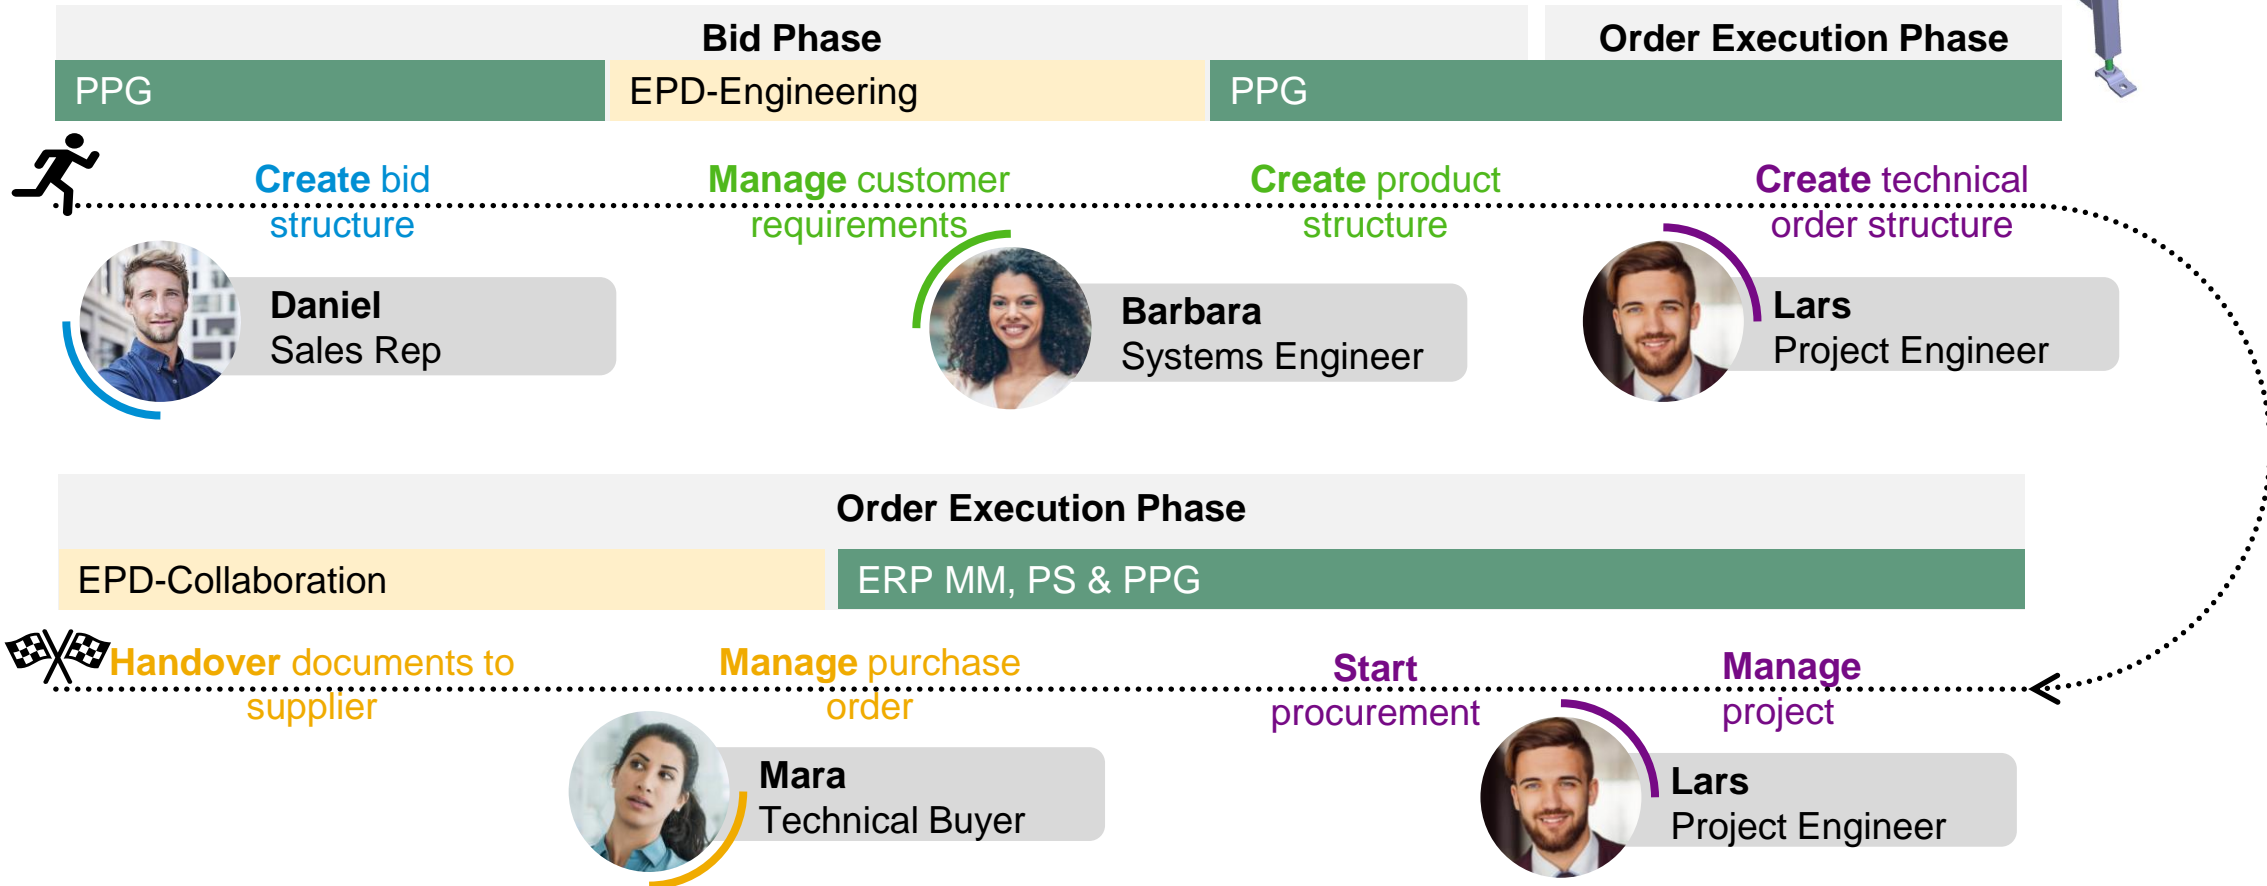 Bid Phase
Order Execution Phase
PPG
EPD-Engineering
PPG
Create bid
structure
Manage customer
requirements
Create product
structure
Create technical
order structure
Daniel
Sales Rep
Barbara
Systems Engineer
Lars
Project Engineer
Order Execution Phase
EPD-Collaboration
ERP MM, PS & PPG
Handover documents to
supplier
Manage purchase
order
Start
procurement
Manage
project
Mara
Technical Buyer
Lars
Project Engineer